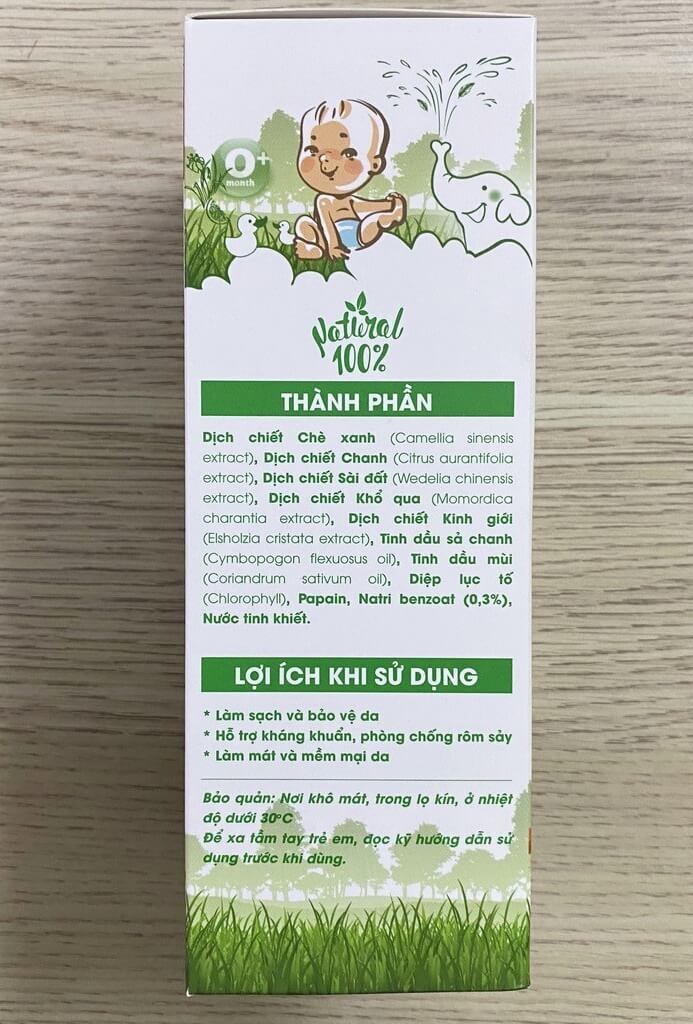 0+
month
Natural
100%
THÀNH PHẦN
Dịch chiết Chè xanh (Camellia sinensis
extract), Dịch chiết Chanh (Citrus aurantifolia
extract), Dịch chiết Sài đất (Wedelia chinensis
extract), Dịch chiết Khổ qua (Momordica
charantia extract), Dịch chiết Kinh giới
(Elsholzia cristata extract), Tinh dầu sả chanh
(Cymbopogon flexuosus oil), Tinh dầu mùi
(Coriandrum sativum oil), Diệp lục tố
(Chlorophyll), Papain, Natri benzoat (0,3%),
Nước tinh khiết.
LỢI ÍCH KHI SỬ DỤNG
* Làm sạch và bảo vệ da
* Hỗ trợ kháng khuẩn, phòng chống rôm sảy
* Làm mát và mềm mại da
Bảo quản: Nơi khô mát, trong lọ kín, ở nhiệt
độ dưới 30°C
Để xa tầm tay trẻ em, đọc kỹ hướng dẫn sử
dụng trước khi dùng.